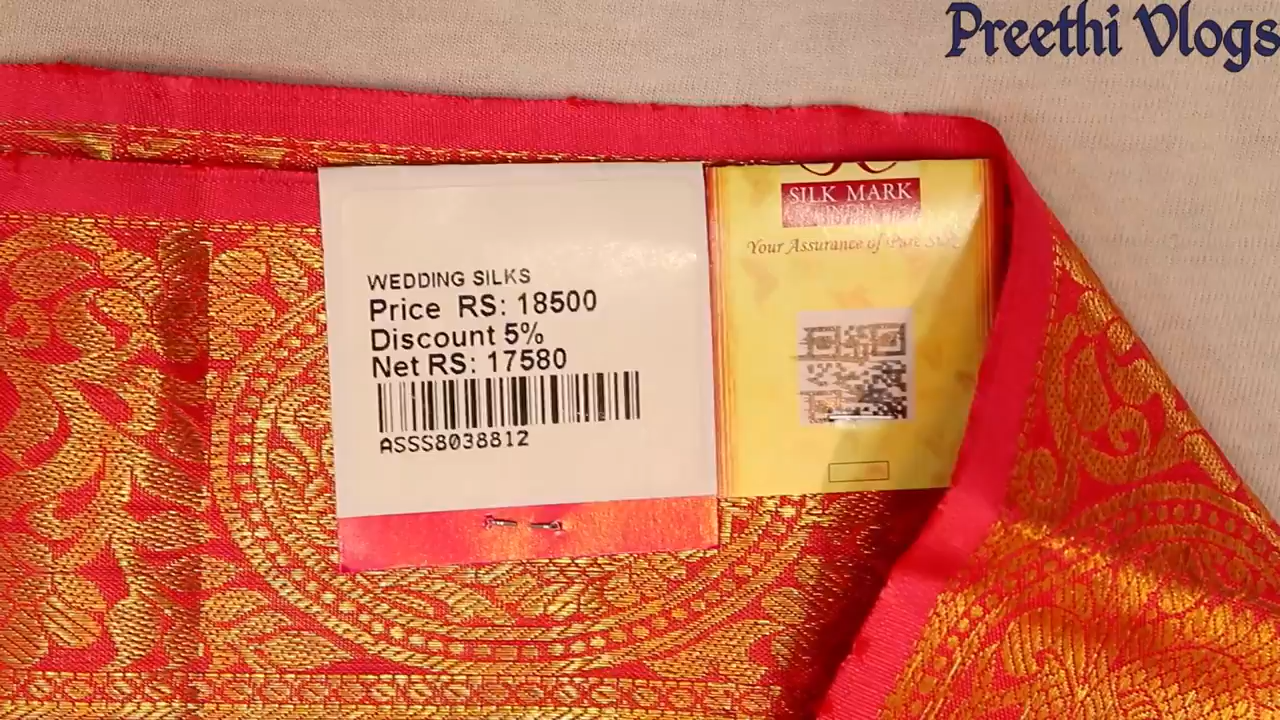 Preethi Vlogs
SILK MARK
Your Assurance of Pure Silk
WEDDING SILKS
Price RS: 18500
Discount 5%
Net RS: 17580
ASSS8038812